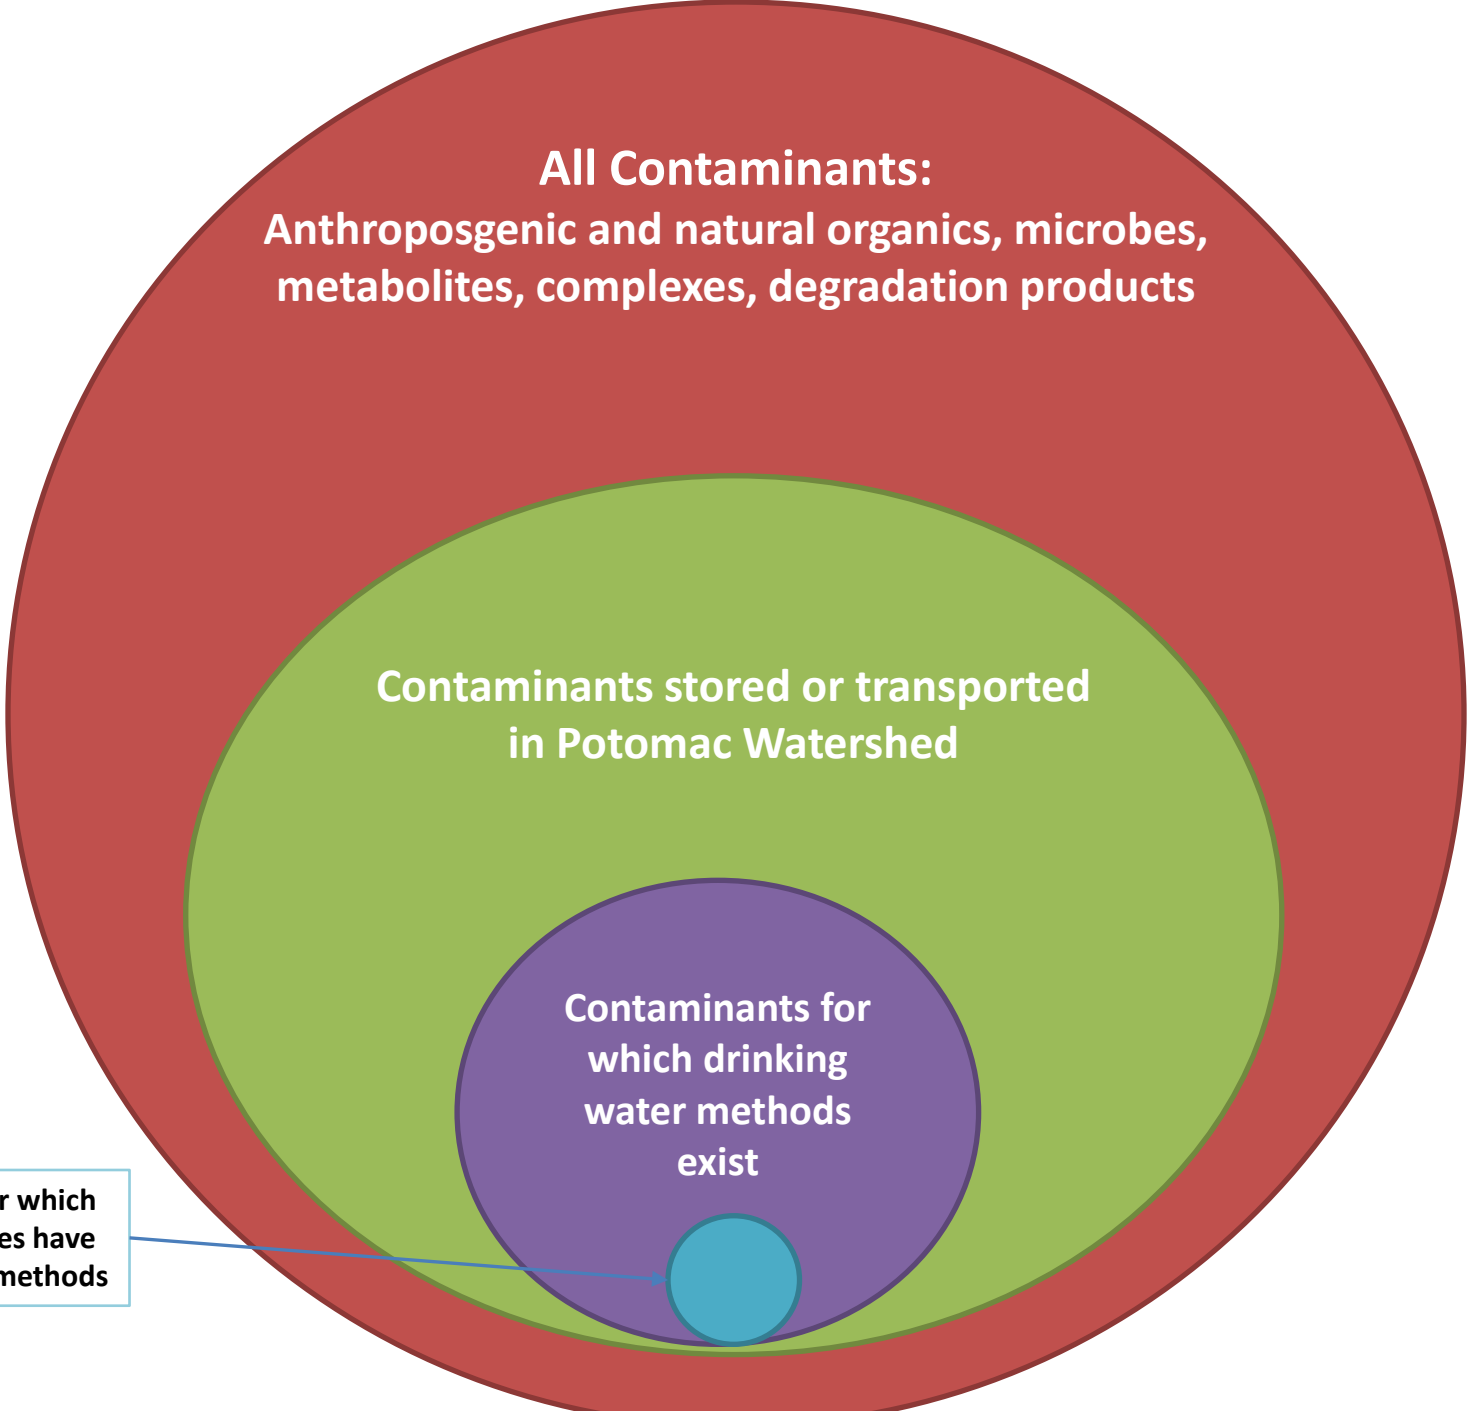 All Contaminants:
Anthroposgenic and natural organics, microbes,
metabolites, complexes, degradation products
Contaminants stored or transported
in Potomac Watershed
Contaminants for
which drinking
water methods
exist
which
have
methods